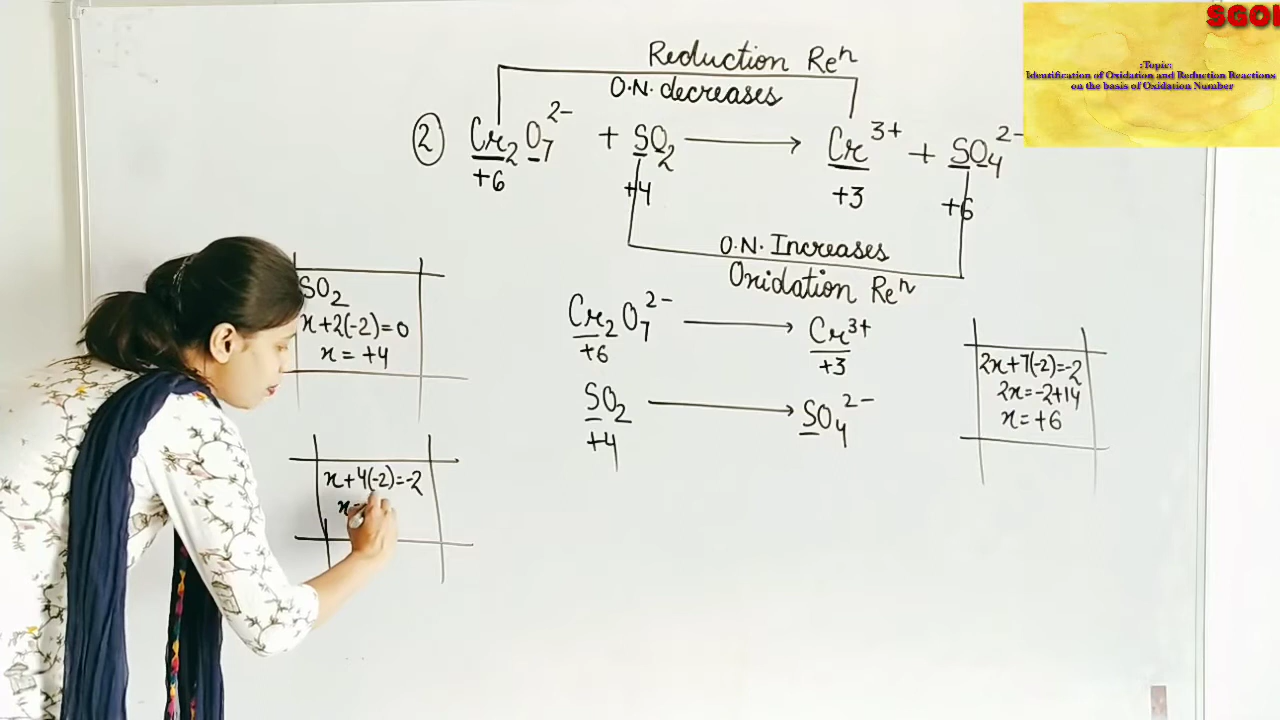 SGO
:Topic:
Identification of Oxidation and Reduction Reactions
on the basis of Oxidation Number
Reduction Reⁿ
O.N. decreases
② Cr₂O₇²⁻ + SO₂ → Cr³⁺ + SO₄²⁻
+6 +4 +3 +6
O.N. Increases
Oxidation Reⁿ
SO₂
x+2(-2)=0
x = +4
Cr₂O₇²⁻ → Cr³⁺
+6 +3
SO₂ → SO₄²⁻
+4
2x+7(-2)=-2
2x=-2+14
x=+6
x+4(-2)=-2
x=